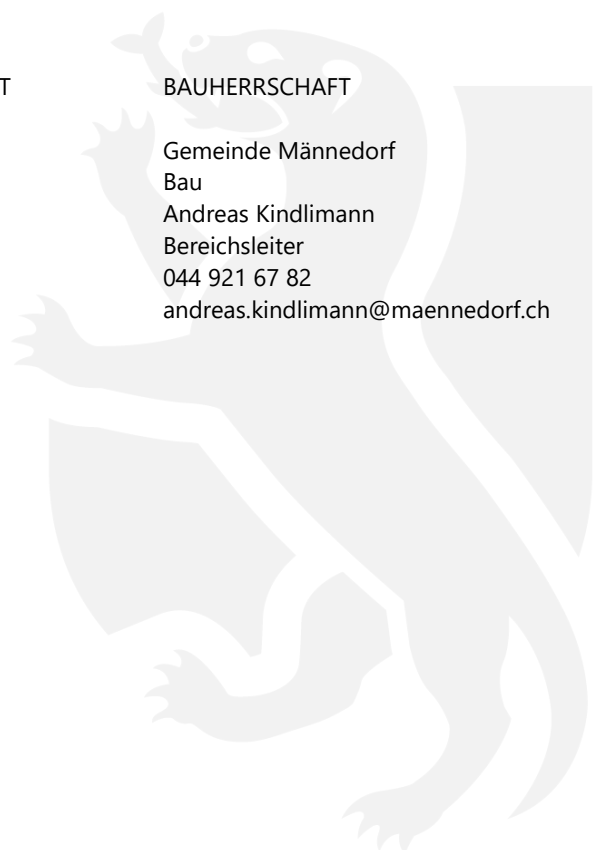 T
BAUHERRSCHAFT
Gemeinde Männedorf
Bau
Andreas Kindlimann
Bereichsleiter
044 921 67 82
andreas.kindlimann@maennedorf.ch